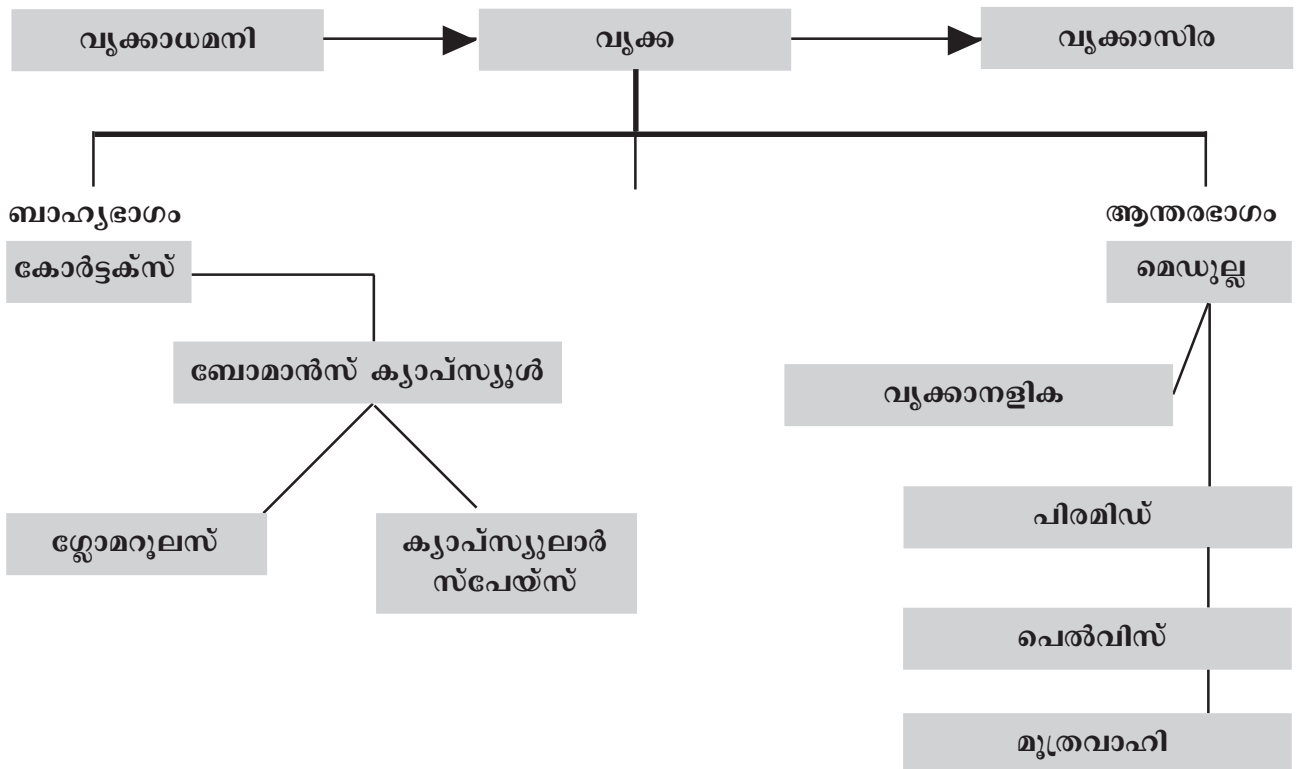 വൃക്കാധമനി
വൃക്ക
വൃക്കാസിര
ബാഹ്യഭാഗം
ആന്തരഭാഗം
കോർട്ടക്സ്
മെഡുല്ല
ബോമാൻസ് ക്യാപ്സ്യൂൾ
വൃക്കാനളിക
പിരമിഡ്
ഗ്ലോമറൂലസ്
ക്യാപ്സ്യുലാർ
സ്പേയ്സ്
പെൽവിസ്
മൂത്രവാഹി